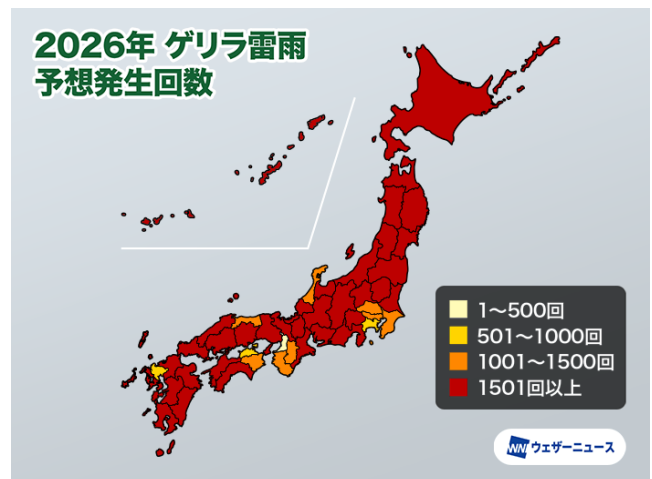 2026年 ゲリラ雷雨
予想発生回数
1〜500回
501〜1000回
1001〜1500回
1501回以上
WNI ウェザーニュース